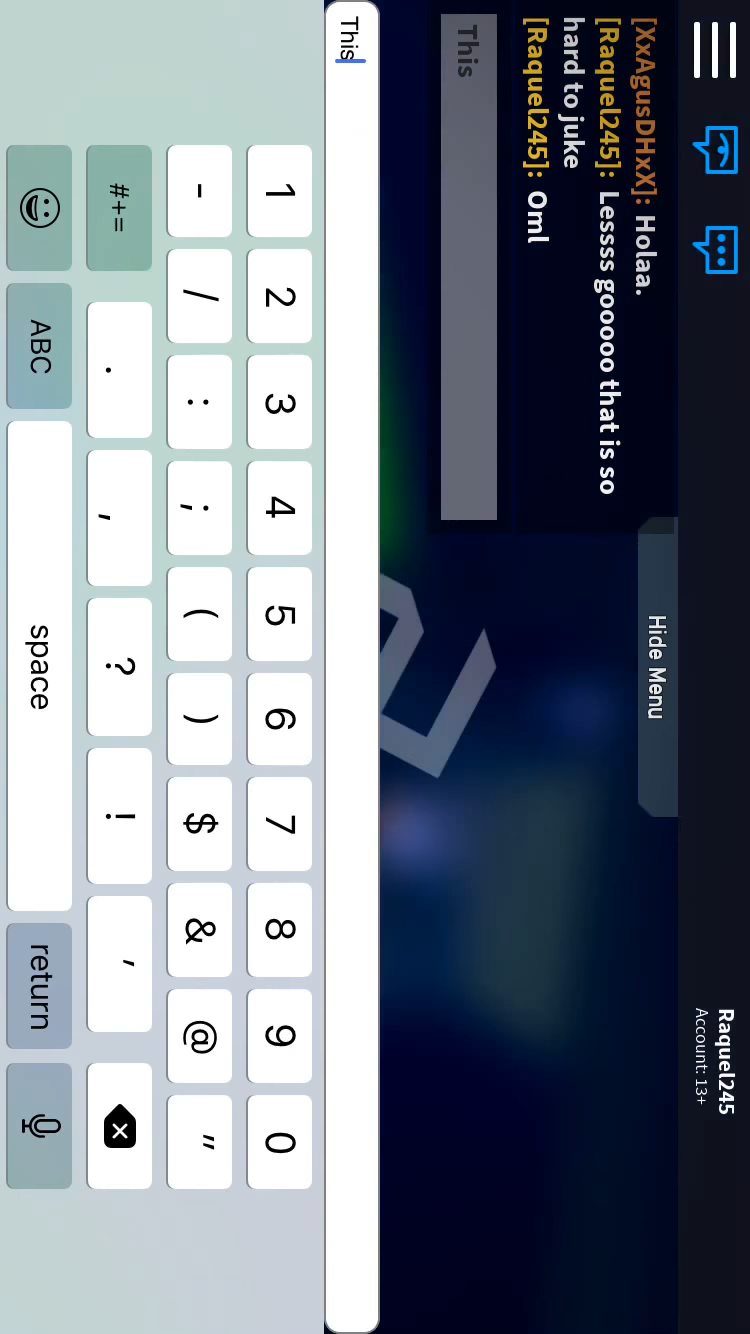 Raquel245
Account: 13+
Hide Menu
[XxAgusDHxX]: Holaa.
[Raquel245]: Lessss gooooo that is so
hard to juke
[Raquel245]: Oml
This
This
1 2 3 4 5 6 7 8 9 0
- / : ; ( ) $ & @ "
#+= . , ? ! '
ABC space return